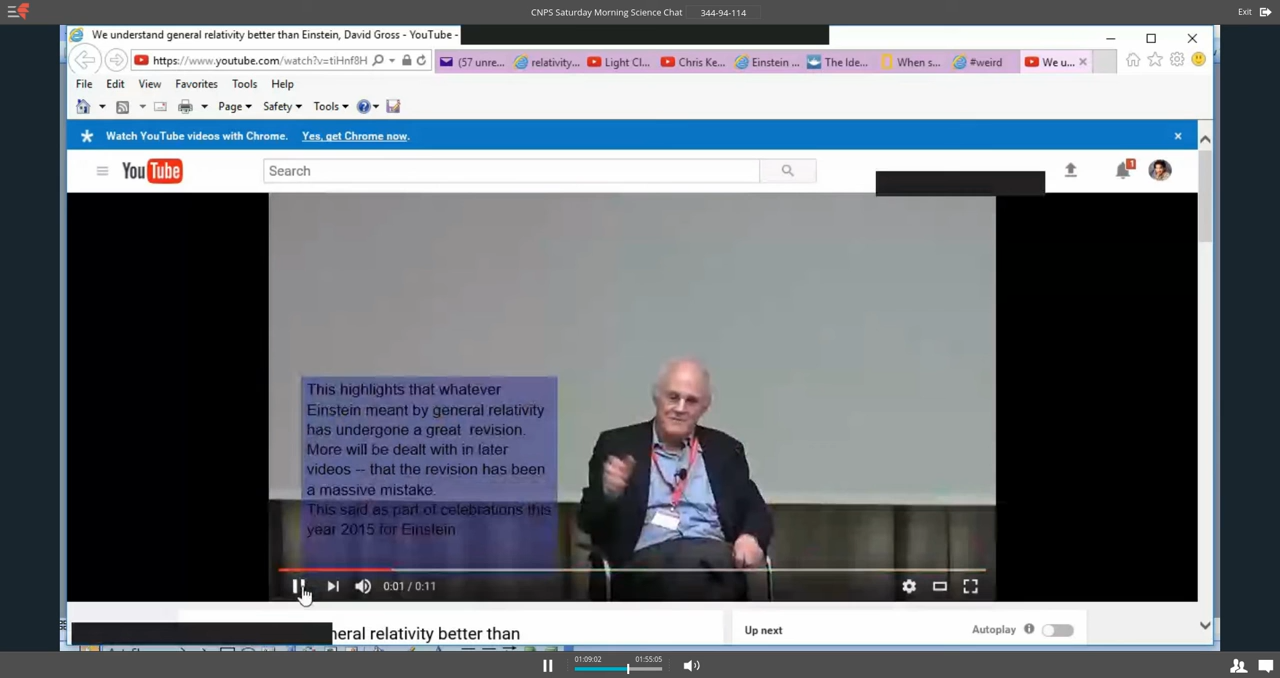 CNPS Saturday Morning Science Chat 344-94-114 Exit
We understand general relativity better than Einstein, David Gross - YouTube -
https://www.youtube.com/watch?v=tiHnf8H
(57 unre... relativity... Light Cl... Chris Ke... Einstein ... The Ide... When s... #weird We u...
File Edit View Favorites Tools Help
Page Safety Tools
Watch YouTube videos with Chrome. Yes, get Chrome now.
YouTube Search 1
This highlights that whatever
Einstein meant by general relativity
has undergone a great revision.
More will be dealt with in later
videos -- that the revision has been
a massive mistake.
This said as part of celebrations this
year 2015 for Einstein
0:01 / 0:11
neral relativity better than
Up next Autoplay
01:09:02 01:55:05